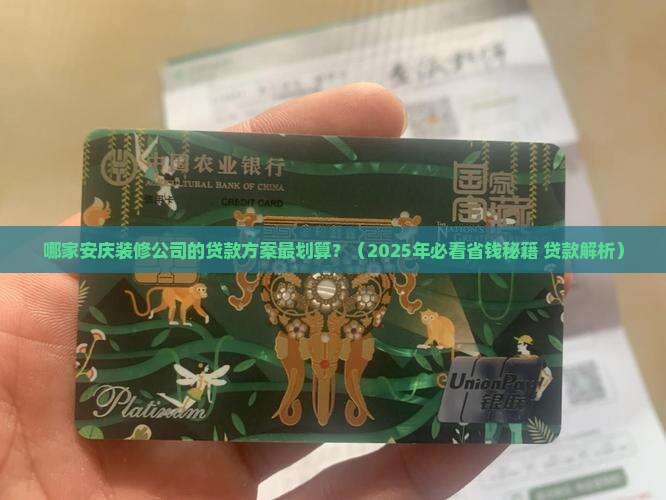 中国农业银行
AGRICULTURAL BANK OF CHINA
CREDIT CARD
国家
宝藏
哪家安庆装修公司的贷款方案最划算？（2025年必看省钱秘籍 贷款解析）
Platinum
UnionPay
银联